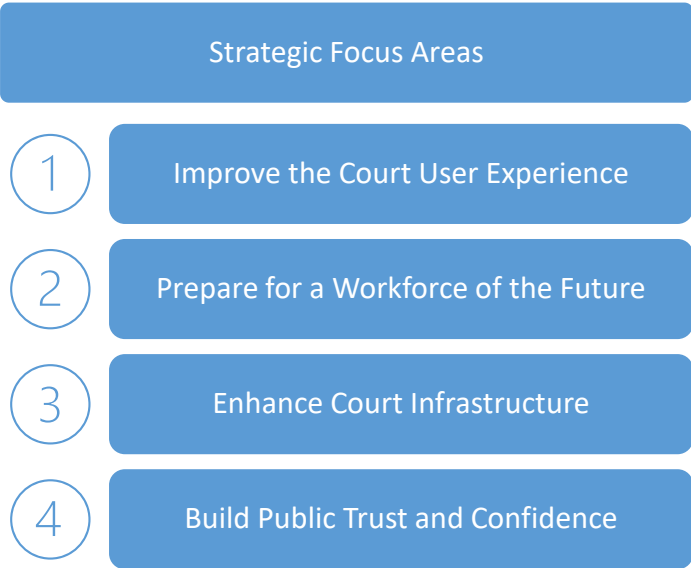 Strategic Focus Areas
1
Improve the Court User Experience
2
Prepare for a Workforce of the Future
3
Enhance Court Infrastructure
4
Build Public Trust and Confidence